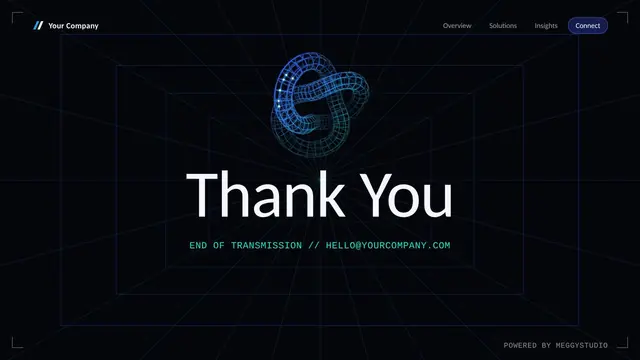 Your Company
Overview Solutions Insights Connect
Thank You
END OF TRANSMISSION // HELLO@YOURCOMPANY.COM
POWERED BY MEGGYSTUDIO